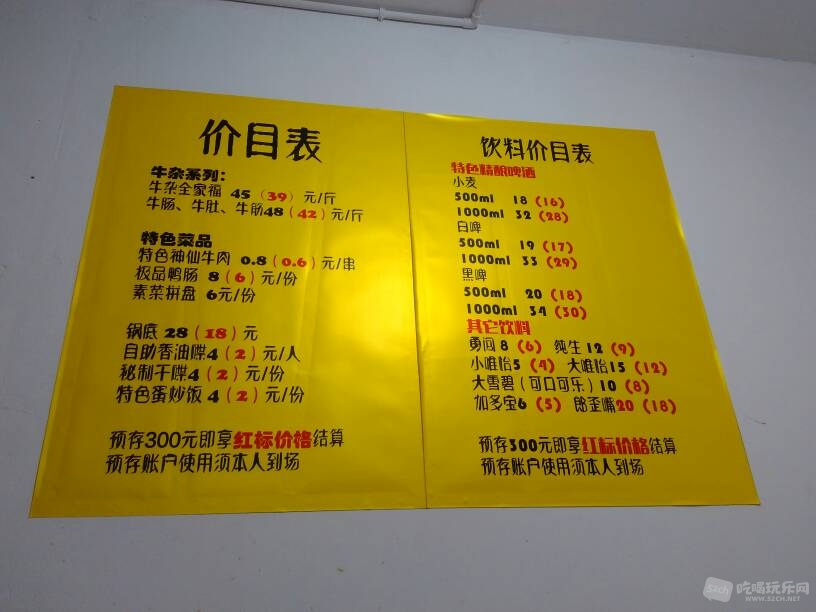 价目表
牛杂系列：
牛杂全家福 45（39）元/斤
牛肠、牛肚、牛筋48（42）元/斤
特色菜品
特色神仙牛肉 0.8（0.6）元/串
极品鸭肠 8（6）元/份
素菜拼盘 6元/份
锅底 28（18）元
自助香油碟4（2）元/人
秘制干碟4（2）元/份
特色蛋炒饭 4（2）元/份
预存300元即享红标价格结算
预存账户使用须本人到场
饮料价目表
特色精酿啤酒
小麦
500ml 18（16）
1000ml 32（28）
白啤
500ml 19（17）
1000ml 33（29）
黑啤
500ml 20（18）
1000ml 34（30）
其它饮料
勇闯 8（6） 纯生 12（9）
小唯怡5（4） 大唯怡15（12）
大雪碧（可口可乐）10（8）
加多宝6（5） 郎歪嘴20（18）
预存300元即享红标价格结算
预存账户使用须本人到场
吃喝玩乐网
WWW.52CH.NET